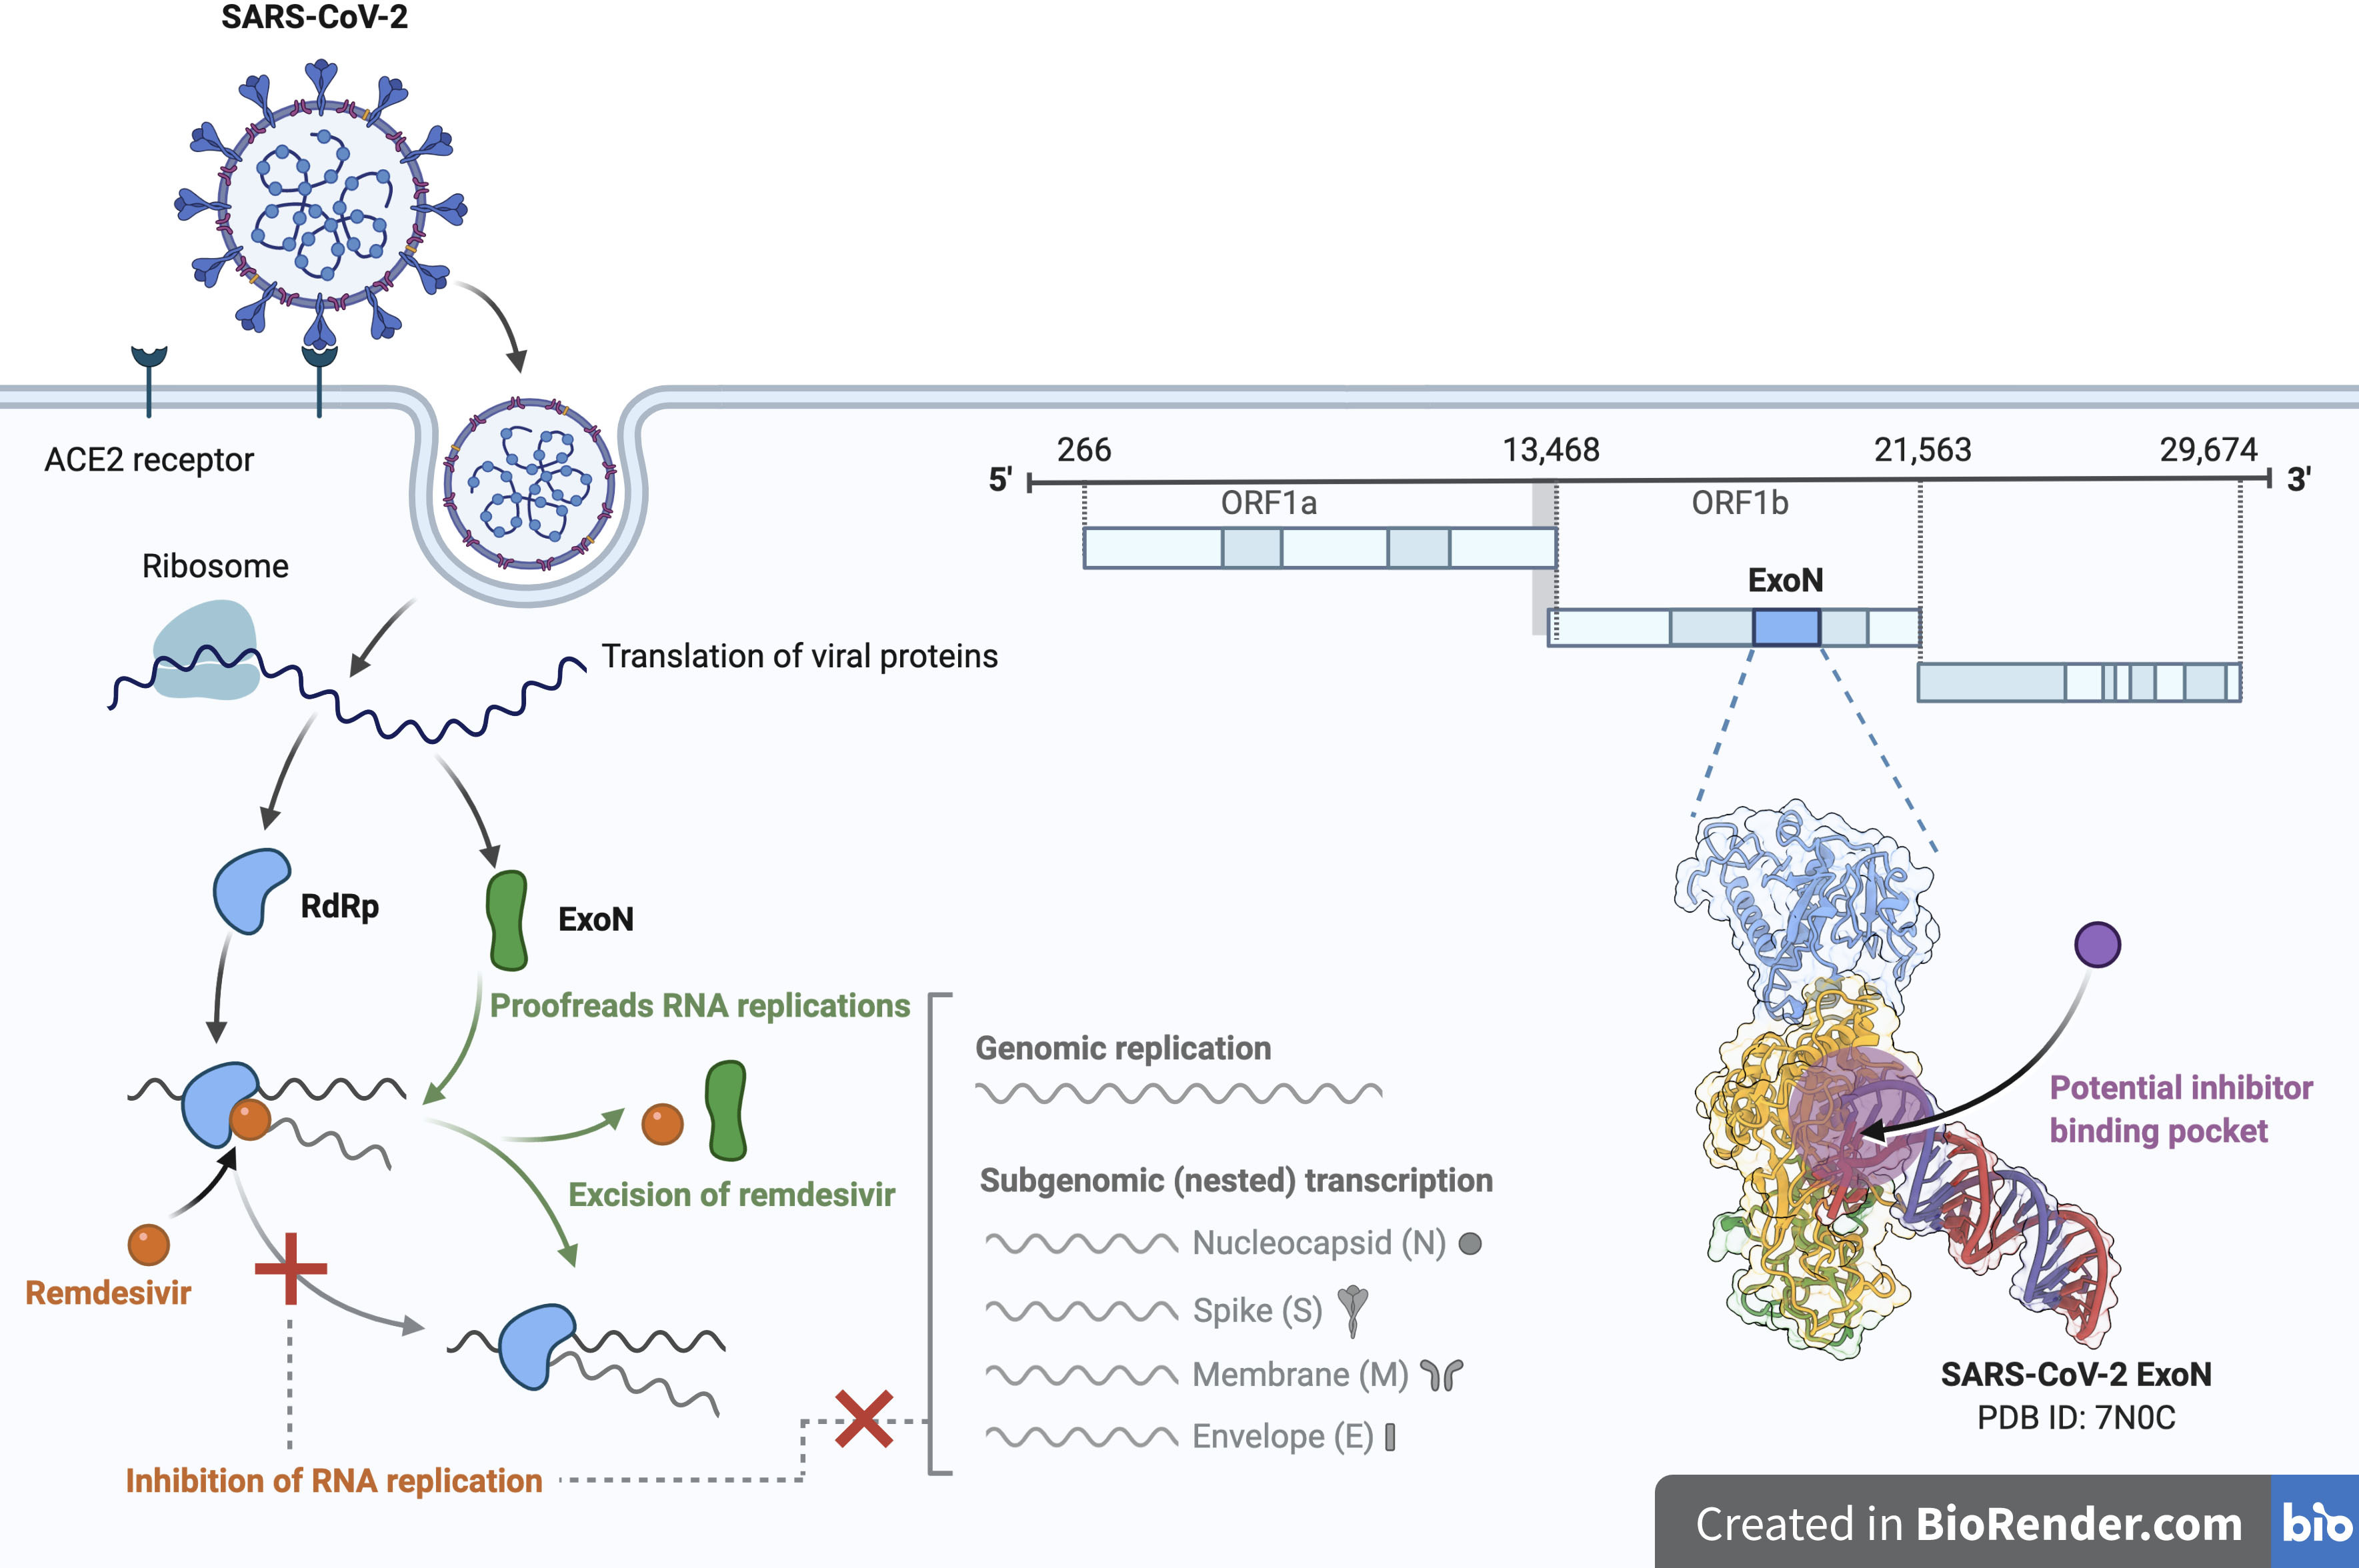 SARS-CoV-2
ACE2 receptor
Ribosome
Translation of viral proteins
RdRp
ExoN
Proofreads RNA replications
Excision of remdesivir
Remdesivir
Inhibition of RNA replication
Genomic replication
Subgenomic (nested) transcription
Nucleocapsid (N)
Spike (S)
Membrane (M)
Envelope (E)
266 13,468 21,563 29,674
5' 3'
ORF1a ORF1b
ExoN
Potential inhibitor
binding pocket
SARS-CoV-2 ExoN
PDB ID: 7N0C
Created in BioRender.com bio